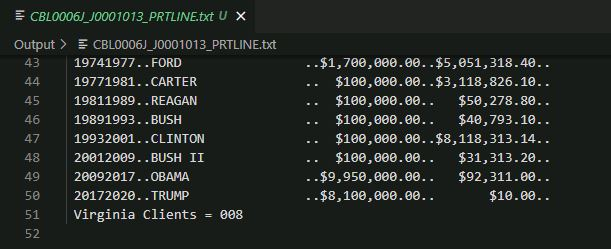 CBL0006J_J0001013_PRTLINE.txt U ×
Output > CBL0006J_J0001013_PRTLINE.txt
43 19741977..FORD ..$1,700,000.00..$5,051,318.40..
44 19771981..CARTER .. $100,000.00..$3,118,826.10..
45 19811989..REAGAN .. $100,000.00.. $50,278.80..
46 19891993..BUSH .. $100,000.00.. $40,793.10..
47 19932001..CLINTON .. $100,000.00..$8,118,313.14..
48 20012009..BUSH II .. $100,000.00.. $31,313.20..
49 20092017..OBAMA ..$9,950,000.00.. $92,311.00..
50 20172020..TRUMP ..$8,100,000.00.. $10.00..
51 Virginia Clients = 008
52